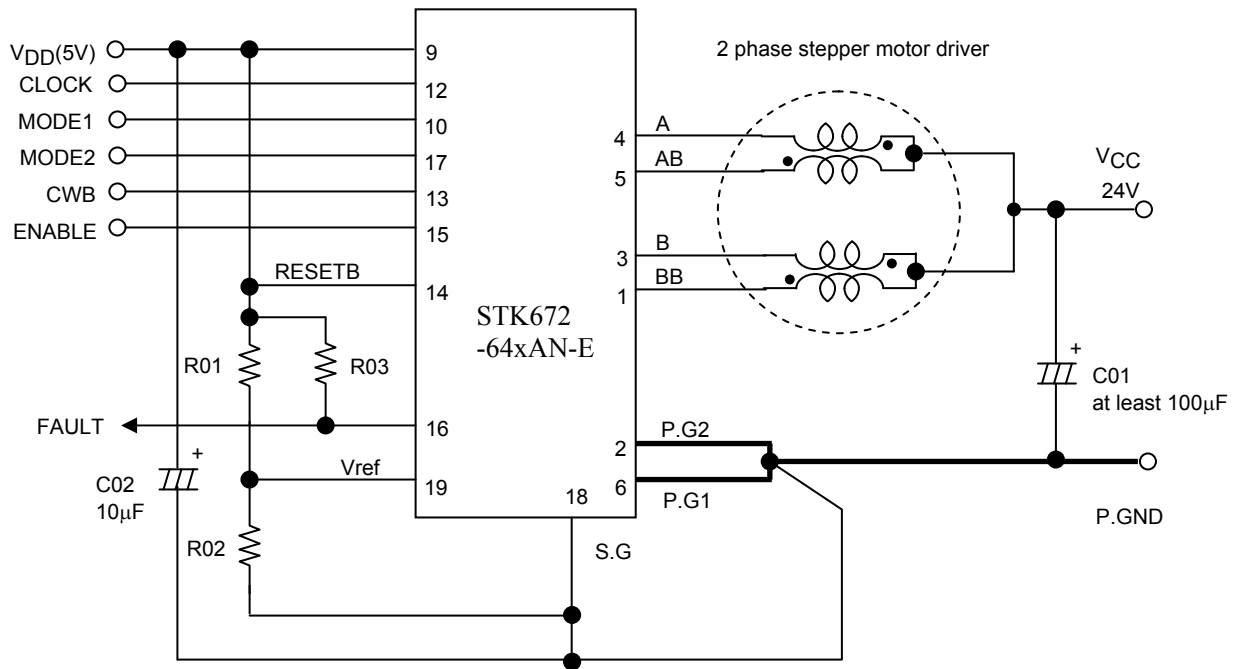 VDD(5V)
CLOCK
MODE1
MODE2
CWB
ENABLE
RESETB
R01
R03
FAULT
Vref
C02
10µF
R02
9
12
10
17
13
15
14
16
19
18
STK672
-64xAN-E
4
5
3
1
2
6
S.G
2 phase stepper motor driver
A
AB
B
BB
VCC
24V
+
C01
at least 100µF
P.G2
P.G1
P.GND
+